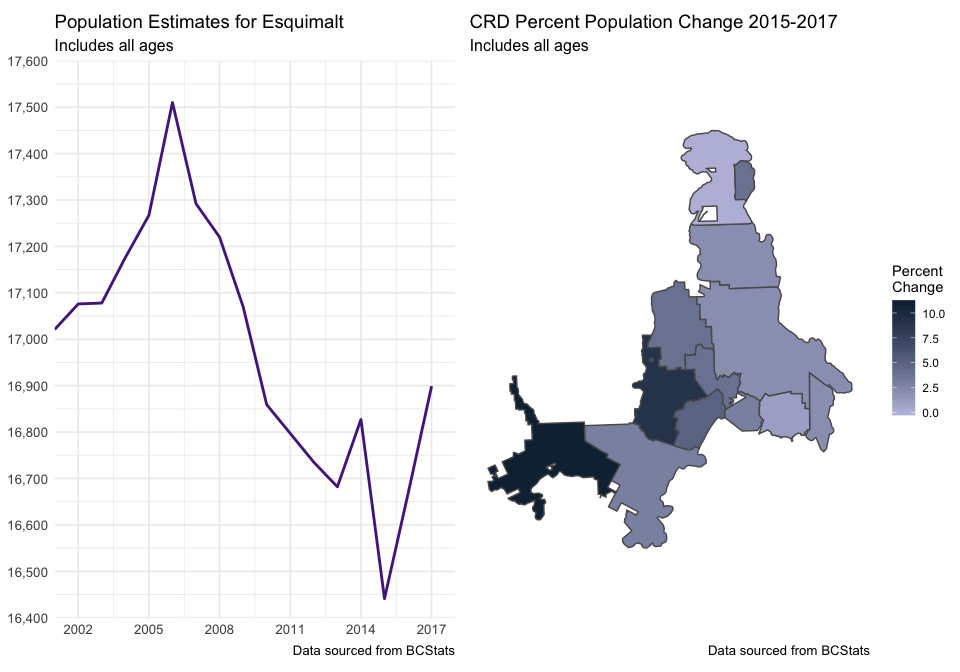 Population Estimates for Esquimalt
Includes all ages
17,600
17,500
17,400
17,300
17,200
17,100
17,000
16,900
16,800
16,700
16,600
16,500
16,400
2002 2005 2008 2011 2014 2017
Data sourced from BCStats
CRD Percent Population Change 2015-2017
Includes all ages
Percent
Change
10.0
7.5
5.0
2.5
0.0
Data sourced from BCStats